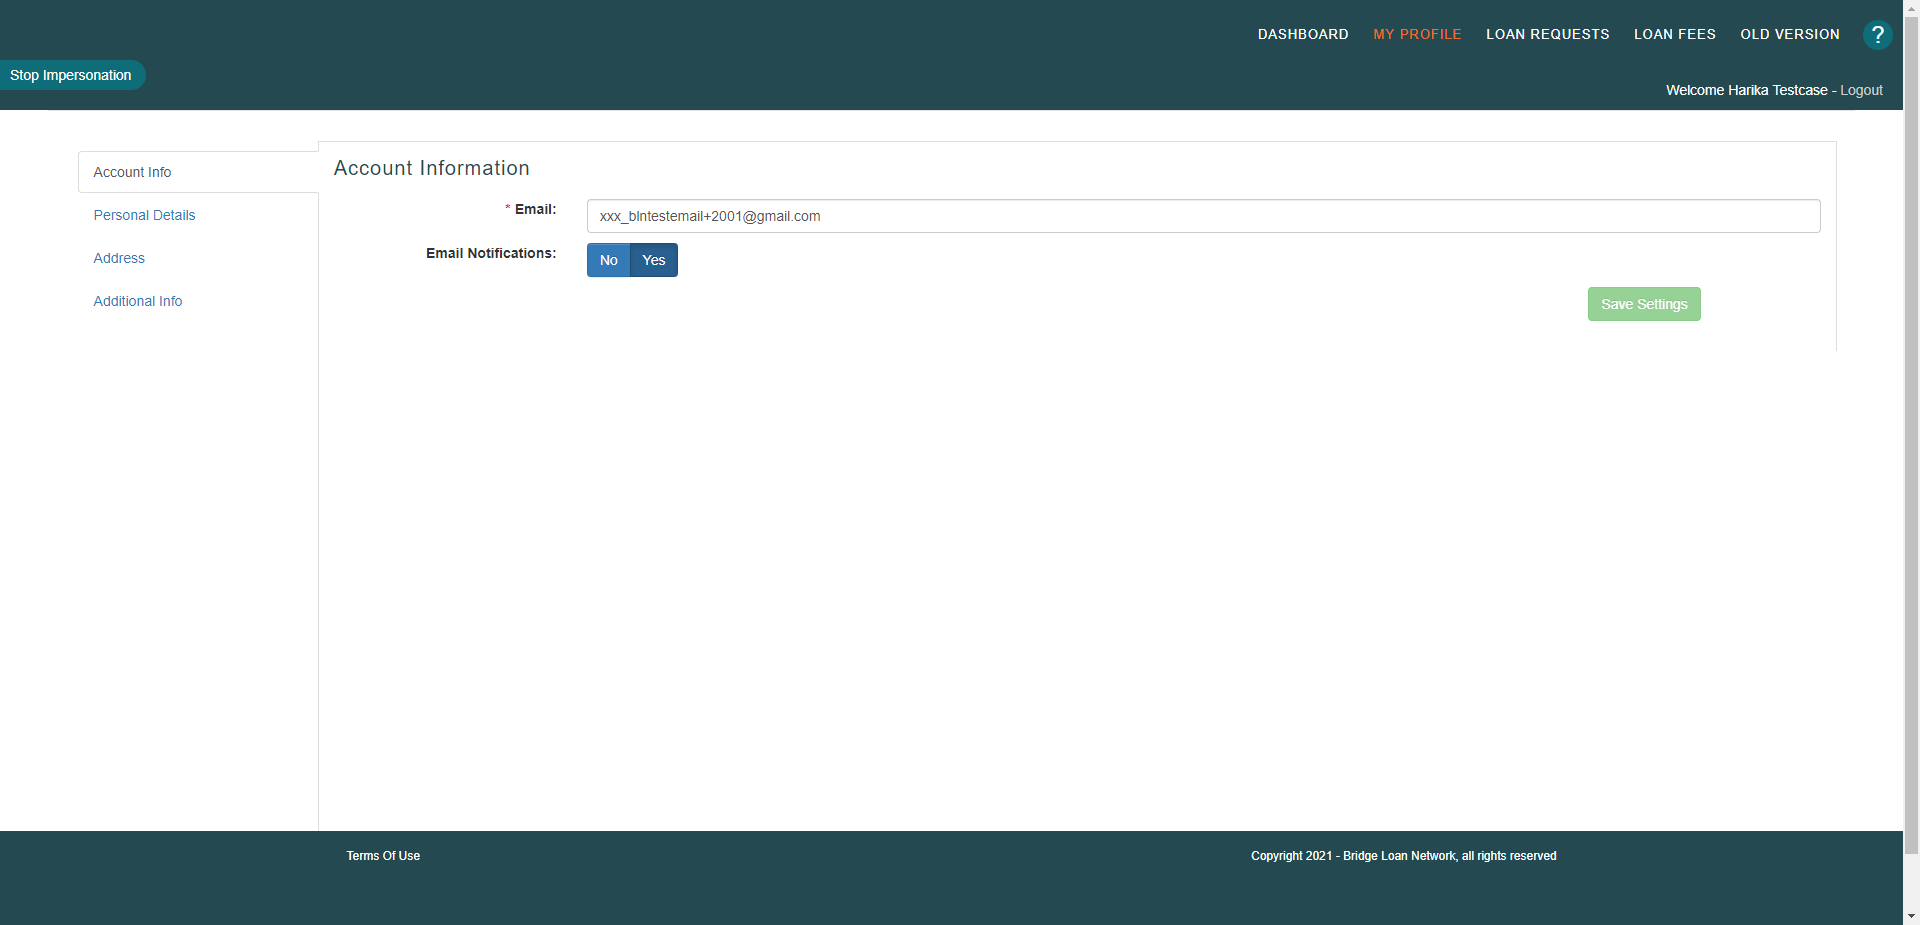 DASHBOARD MY PROFILE LOAN REQUESTS LOAN FEES OLD VERSION ?
Stop Impersonation
Welcome Harika Testcase - Logout
Account Info
Personal Details
Address
Additional Info
Account Information
* Email:
xxx_blntestemail+2001@gmail.com
Email Notifications:
No Yes
Save Settings
Terms Of Use
Copyright 2021 - Bridge Loan Network, all rights reserved